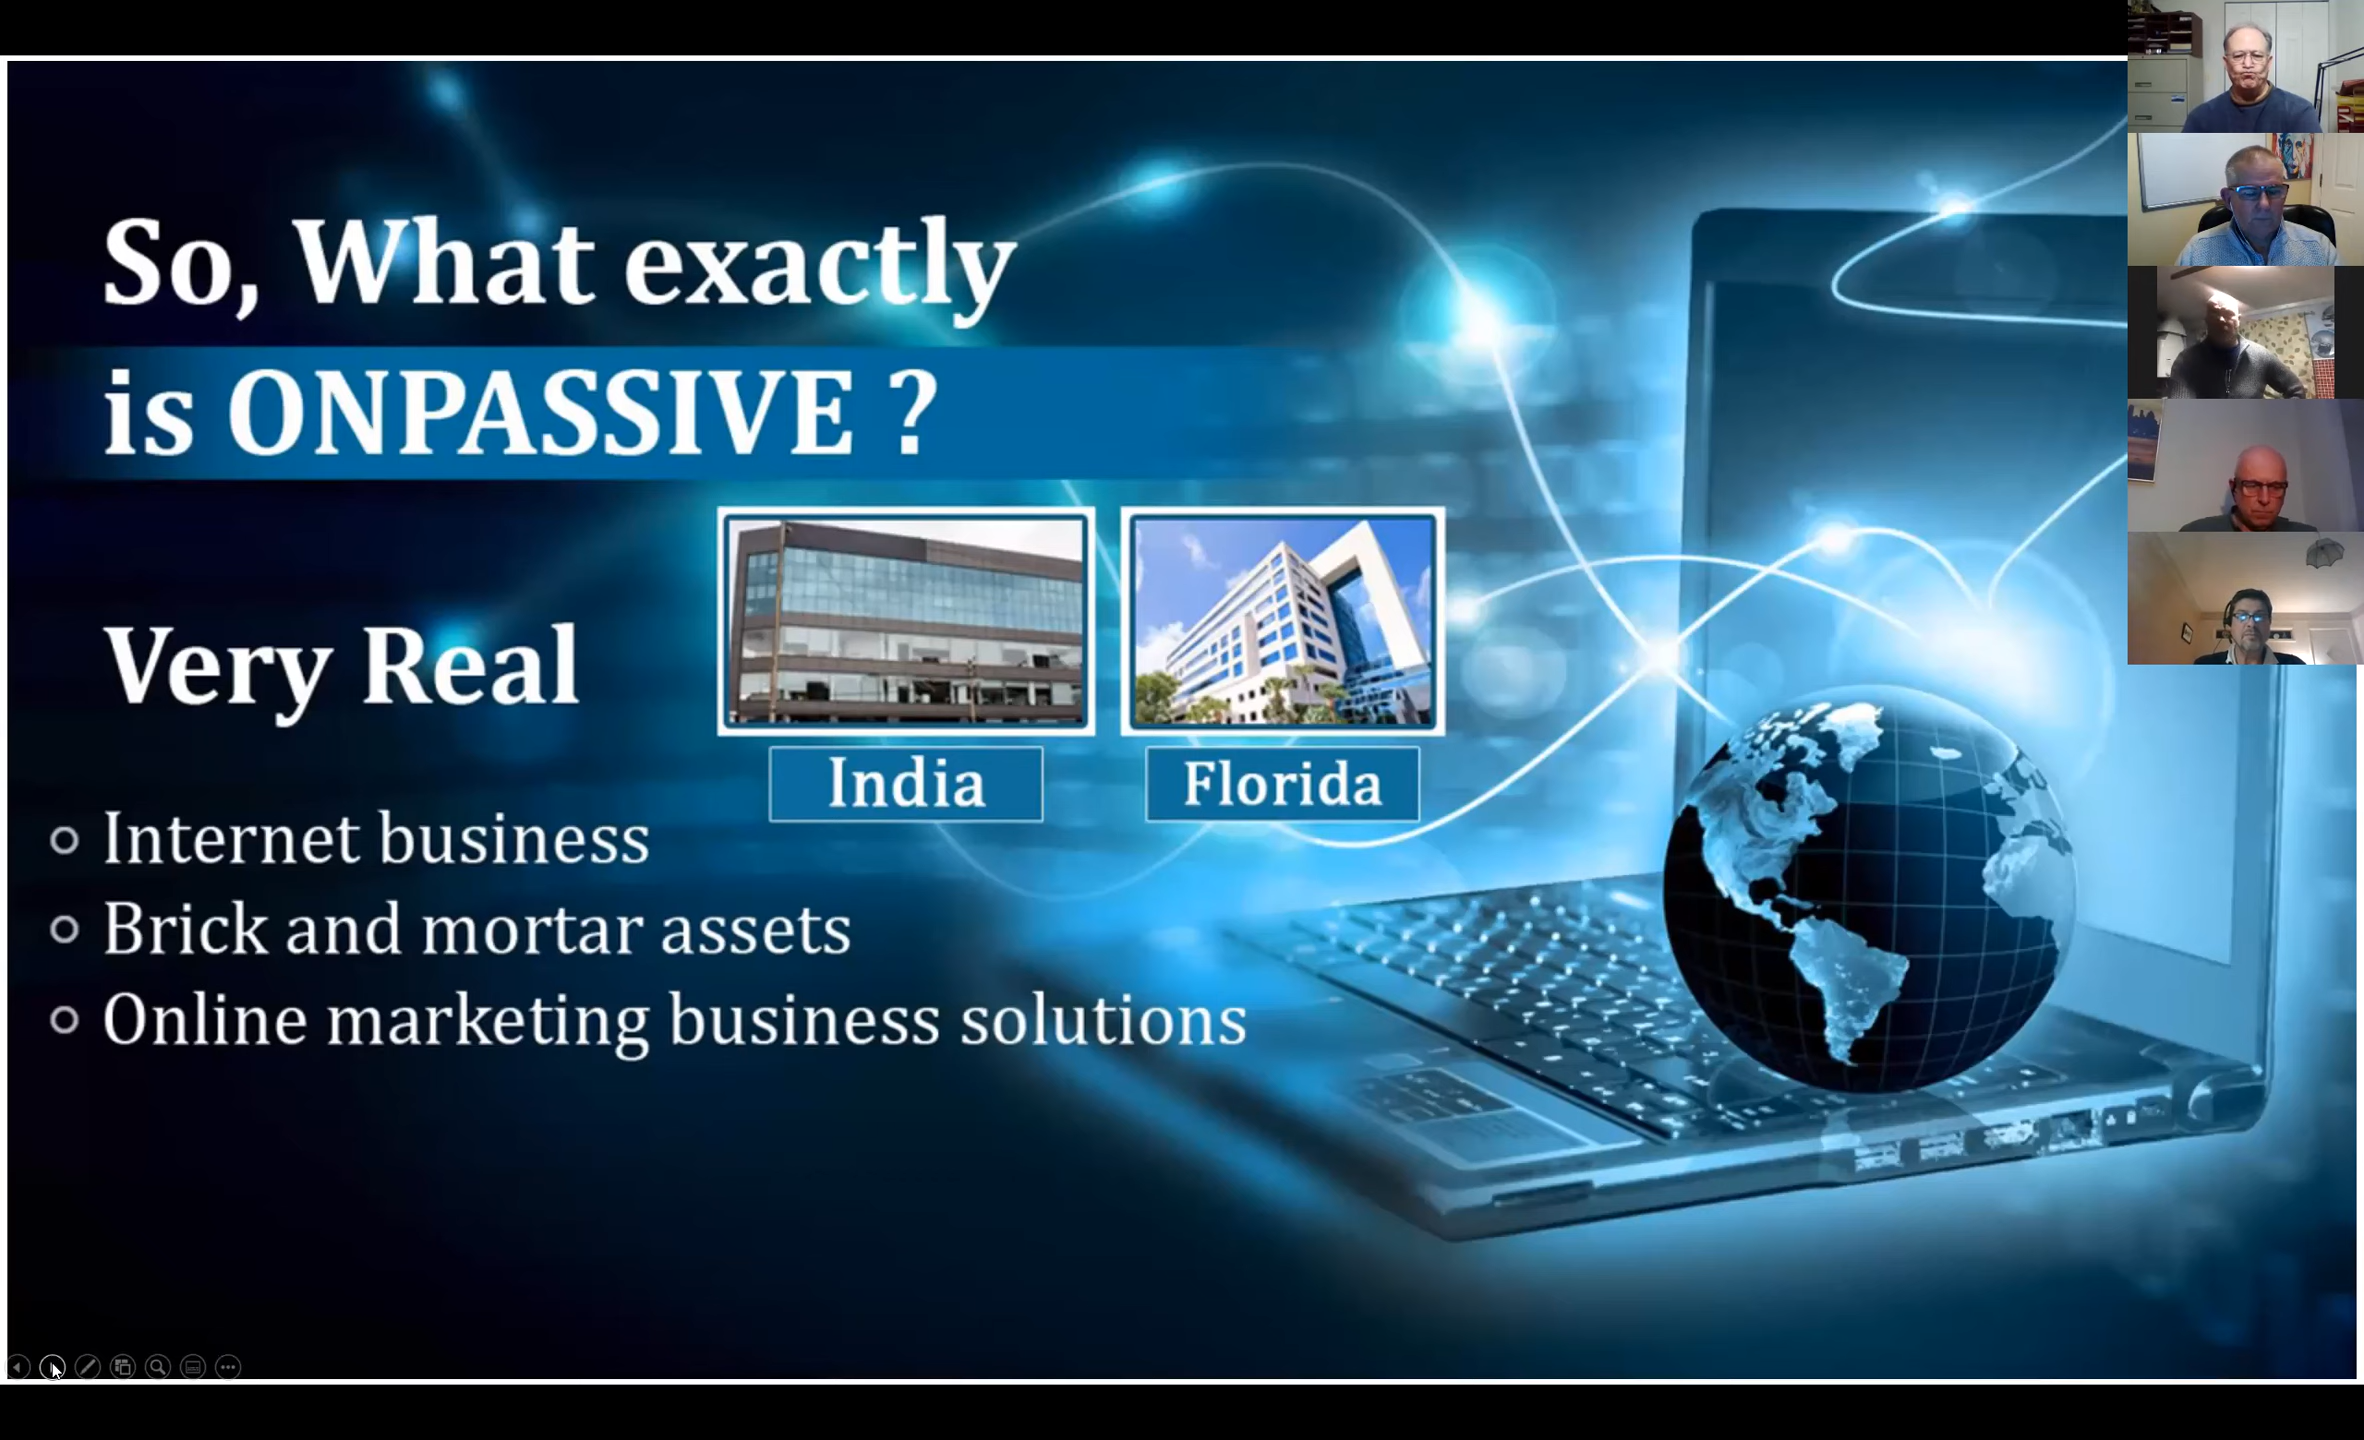 So, What exactly
is ONPASSIVE ?
Very Real
India
Florida
Internet business
Brick and mortar assets
Online marketing business solutions